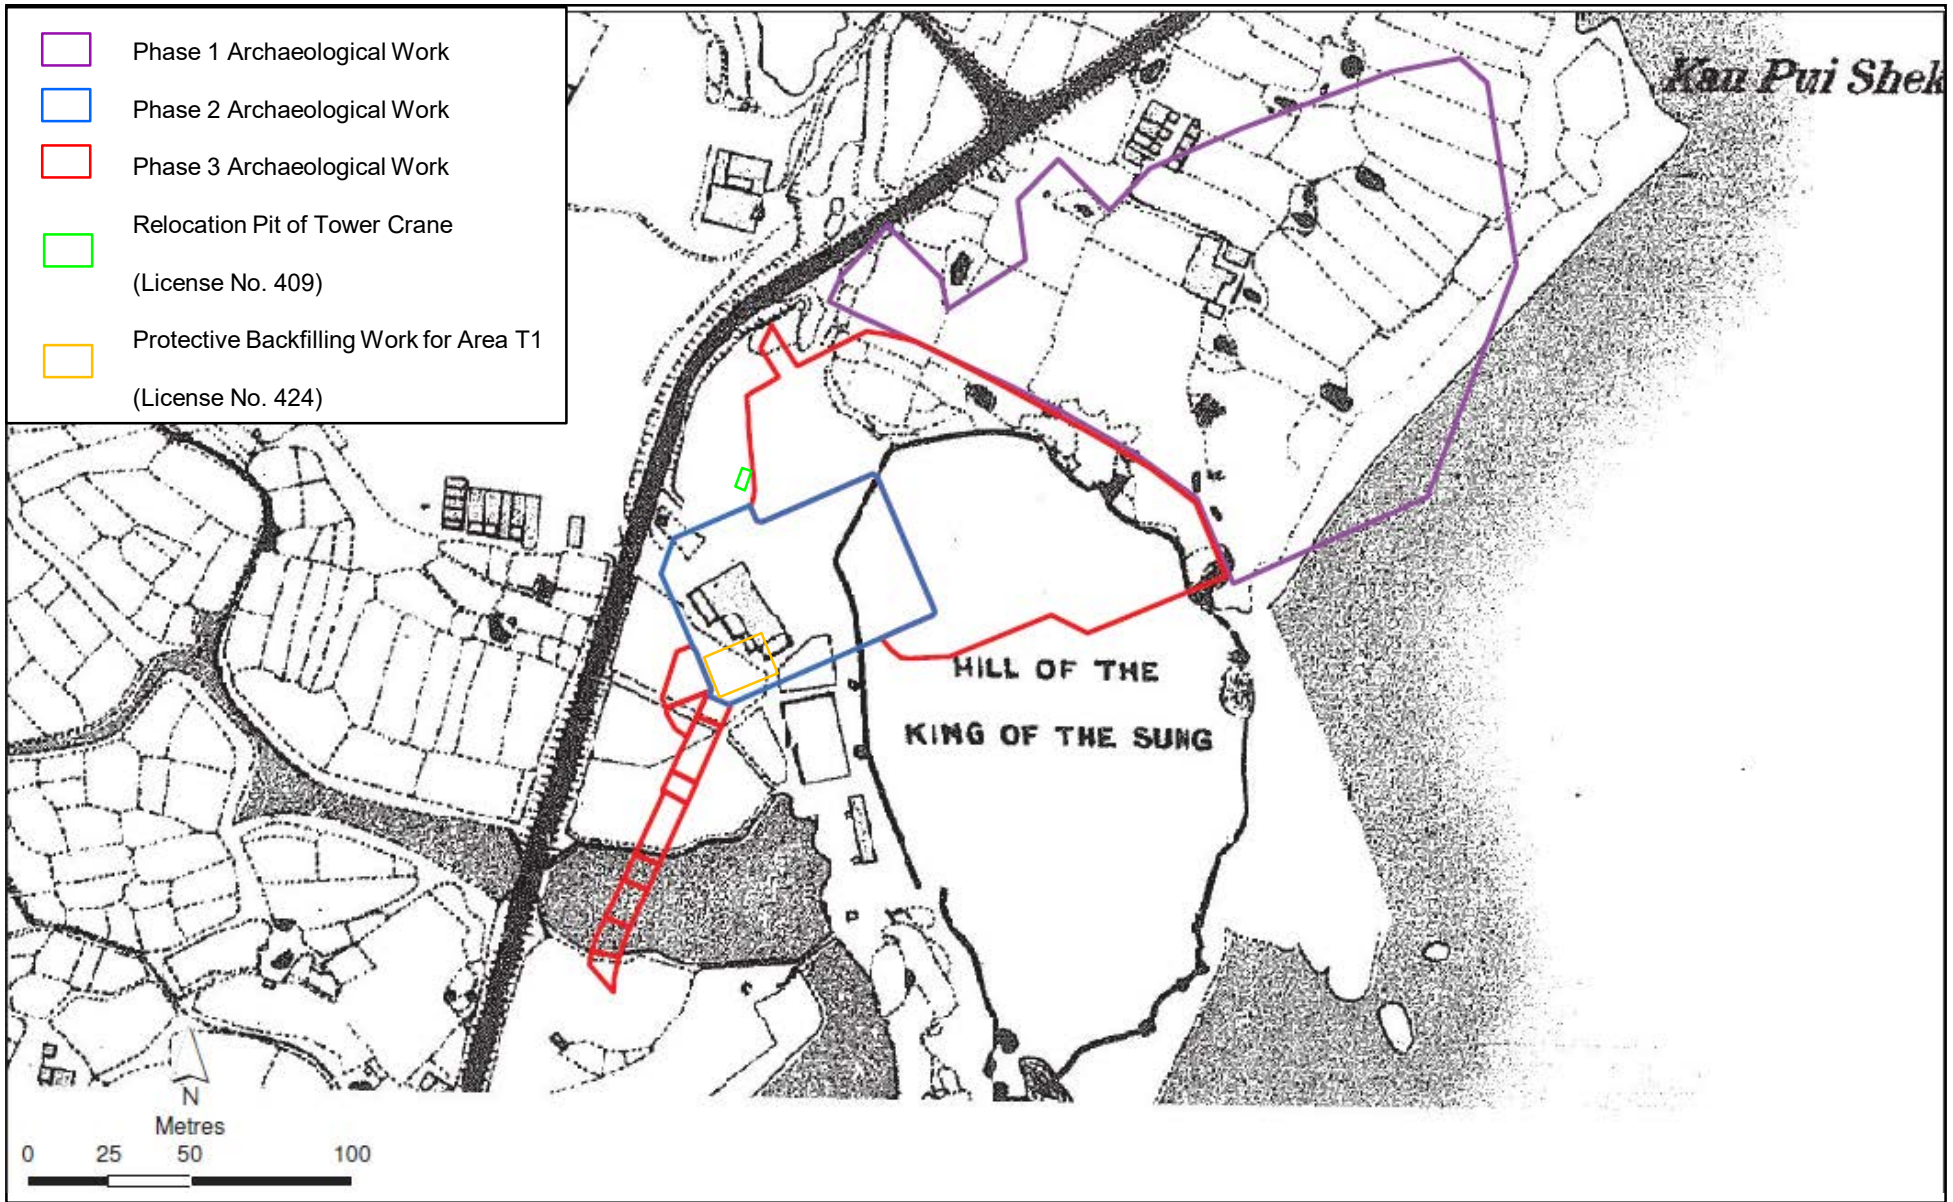 Phase 1 Archaeological Work
Phase 2 Archaeological Work
Phase 3 Archaeological Work
Relocation Pit of Tower Crane
(License No. 409)
Protective Backfilling Work for Area T1
(License No. 424)
Kau Pui Shek
HILL OF THE
KING OF THE SUNG
N
Metres
0 25 50 100